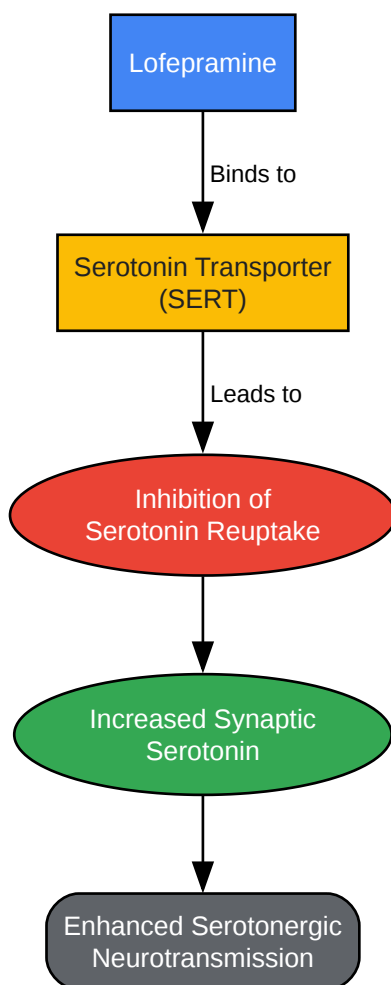 Lofepramine
Binds to
Serotonin Transporter
(SERT)
Leads to
Inhibition of
Serotonin Reuptake
Increased Synaptic
Serotonin
Enhanced Serotonergic
Neurotransmission